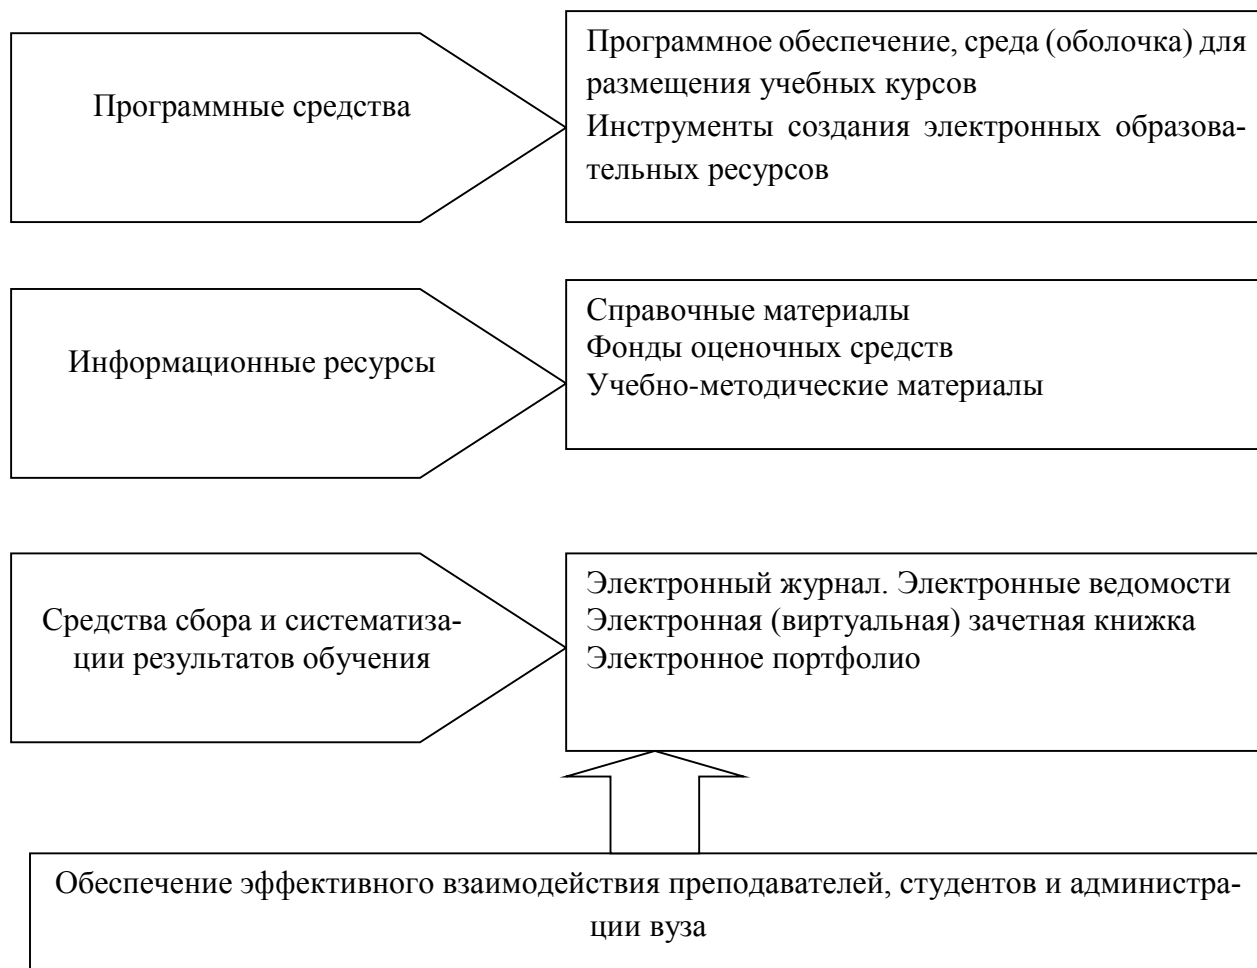 Программные средства
Программное обеспечение, среда (оболочка) для
размещения учебных курсов
Инструменты создания электронных образова-
тельных ресурсов
Информационные ресурсы
Справочные материалы
Фонды оценочных средств
Учебно-методические материалы
Средства сбора и систематиза-
ции результатов обучения
Электронный журнал. Электронные ведомости
Электронная (виртуальная) зачетная книжка
Электронное портфолио
Обеспечение эффективного взаимодействия преподавателей, студентов и администра-
ции вуза